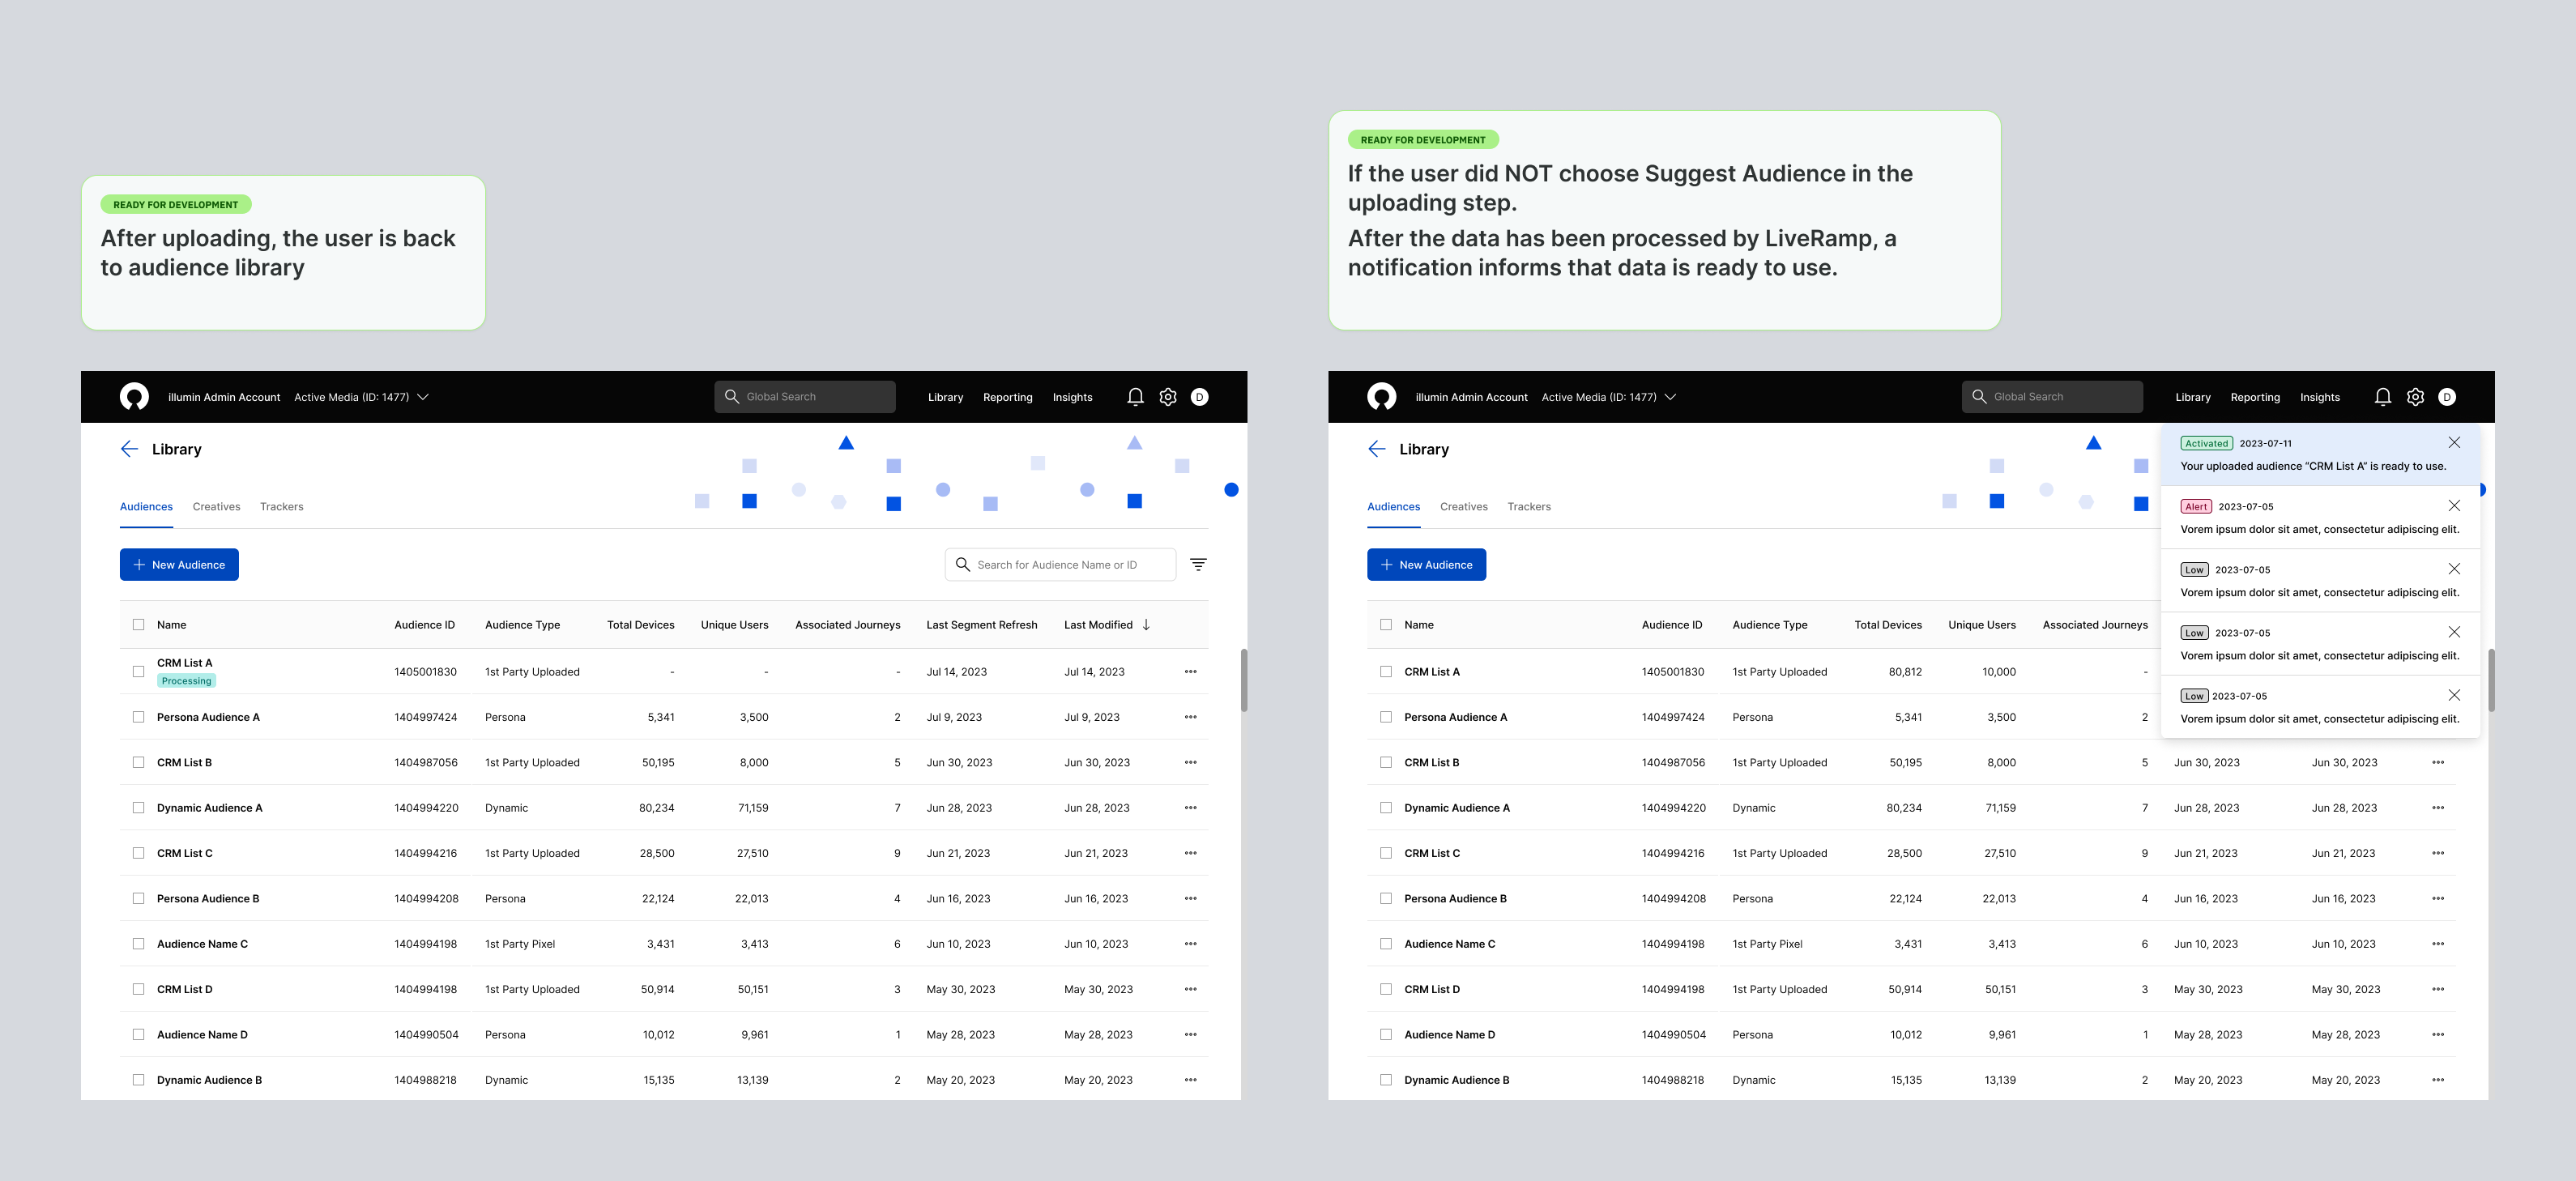 READY FOR DEVELOPMENT
After uploading, the user is back
to audience library
READY FOR DEVELOPMENT
If the user did NOT choose Suggest Audience in the
uploading step.
After the data has been processed by LiveRamp, a
notification informs that data is ready to use.
illumin Admin Account Active Media (ID: 1477) Global Search Library Reporting Insights D
Library
Audiences Creatives Trackers
New Audience Search for Audience Name or ID
Name Audience ID Audience Type Total Devices Unique Users Associated Journeys Last Segment Refresh Last Modified
CRM List A 1405001830 1st Party Uploaded - - - Jul 14, 2023 Jul 14, 2023
Processing
Persona Audience A 1404997424 Persona 5,341 3,500 2 Jul 9, 2023 Jul 9, 2023
CRM List B 1404987056 1st Party Uploaded 50,195 8,000 5 Jun 30, 2023 Jun 30, 2023
Dynamic Audience A 1404994220 Dynamic 80,234 71,159 7 Jun 28, 2023 Jun 28, 2023
CRM List C 1404994216 1st Party Uploaded 28,500 27,510 9 Jun 21, 2023 Jun 21, 2023
Persona Audience B 1404994208 Persona 22,124 22,013 4 Jun 16, 2023 Jun 16, 2023
Audience Name C 1404994198 1st Party Pixel 3,431 3,413 6 Jun 10, 2023 Jun 10, 2023
CRM List D 1404994198 1st Party Uploaded 50,914 50,151 3 May 30, 2023 May 30, 2023
Audience Name D 1404990504 Persona 10,012 9,961 1 May 28, 2023 May 28, 2023
Dynamic Audience B 1404988218 Dynamic 15,135 13,139 2 May 20, 2023 May 20, 2023
illumin Admin Account Active Media (ID: 1477) Global Search Library Reporting Insights D
Library
Audiences Creatives Trackers
New Audience
Activated 2023-07-11
Your uploaded audience “CRM List A” is ready to use.
Alert 2023-07-05
Vorem ipsum dolor sit amet, consectetur adipiscing elit.
Low 2023-07-05
Vorem ipsum dolor sit amet, consectetur adipiscing elit.
Low 2023-07-05
Vorem ipsum dolor sit amet, consectetur adipiscing elit.
Low 2023-07-05
Vorem ipsum dolor sit amet, consectetur adipiscing elit.
Name Audience ID Audience Type Total Devices Unique Users Associated Journeys
CRM List A 1405001830 1st Party Uploaded 80,812 10,000 -
Persona Audience A 1404997424 Persona 5,341 3,500 2
CRM List B 1404987056 1st Party Uploaded 50,195 8,000 5 Jun 30, 2023 Jun 30, 2023
Dynamic Audience A 1404994220 Dynamic 80,234 71,159 7 Jun 28, 2023 Jun 28, 2023
CRM List C 1404994216 1st Party Uploaded 28,500 27,510 9 Jun 21, 2023 Jun 21, 2023
Persona Audience B 1404994208 Persona 22,124 22,013 4 Jun 16, 2023 Jun 16, 2023
Audience Name C 1404994198 1st Party Pixel 3,431 3,413 6 Jun 10, 2023 Jun 10, 2023
CRM List D 1404994198 1st Party Uploaded 50,914 50,151 3 May 30, 2023 May 30, 2023
Audience Name D 1404990504 Persona 10,012 9,961 1 May 28, 2023 May 28, 2023
Dynamic Audience B 1404988218 Dynamic 15,135 13,139 2 May 20, 2023 May 20, 2023